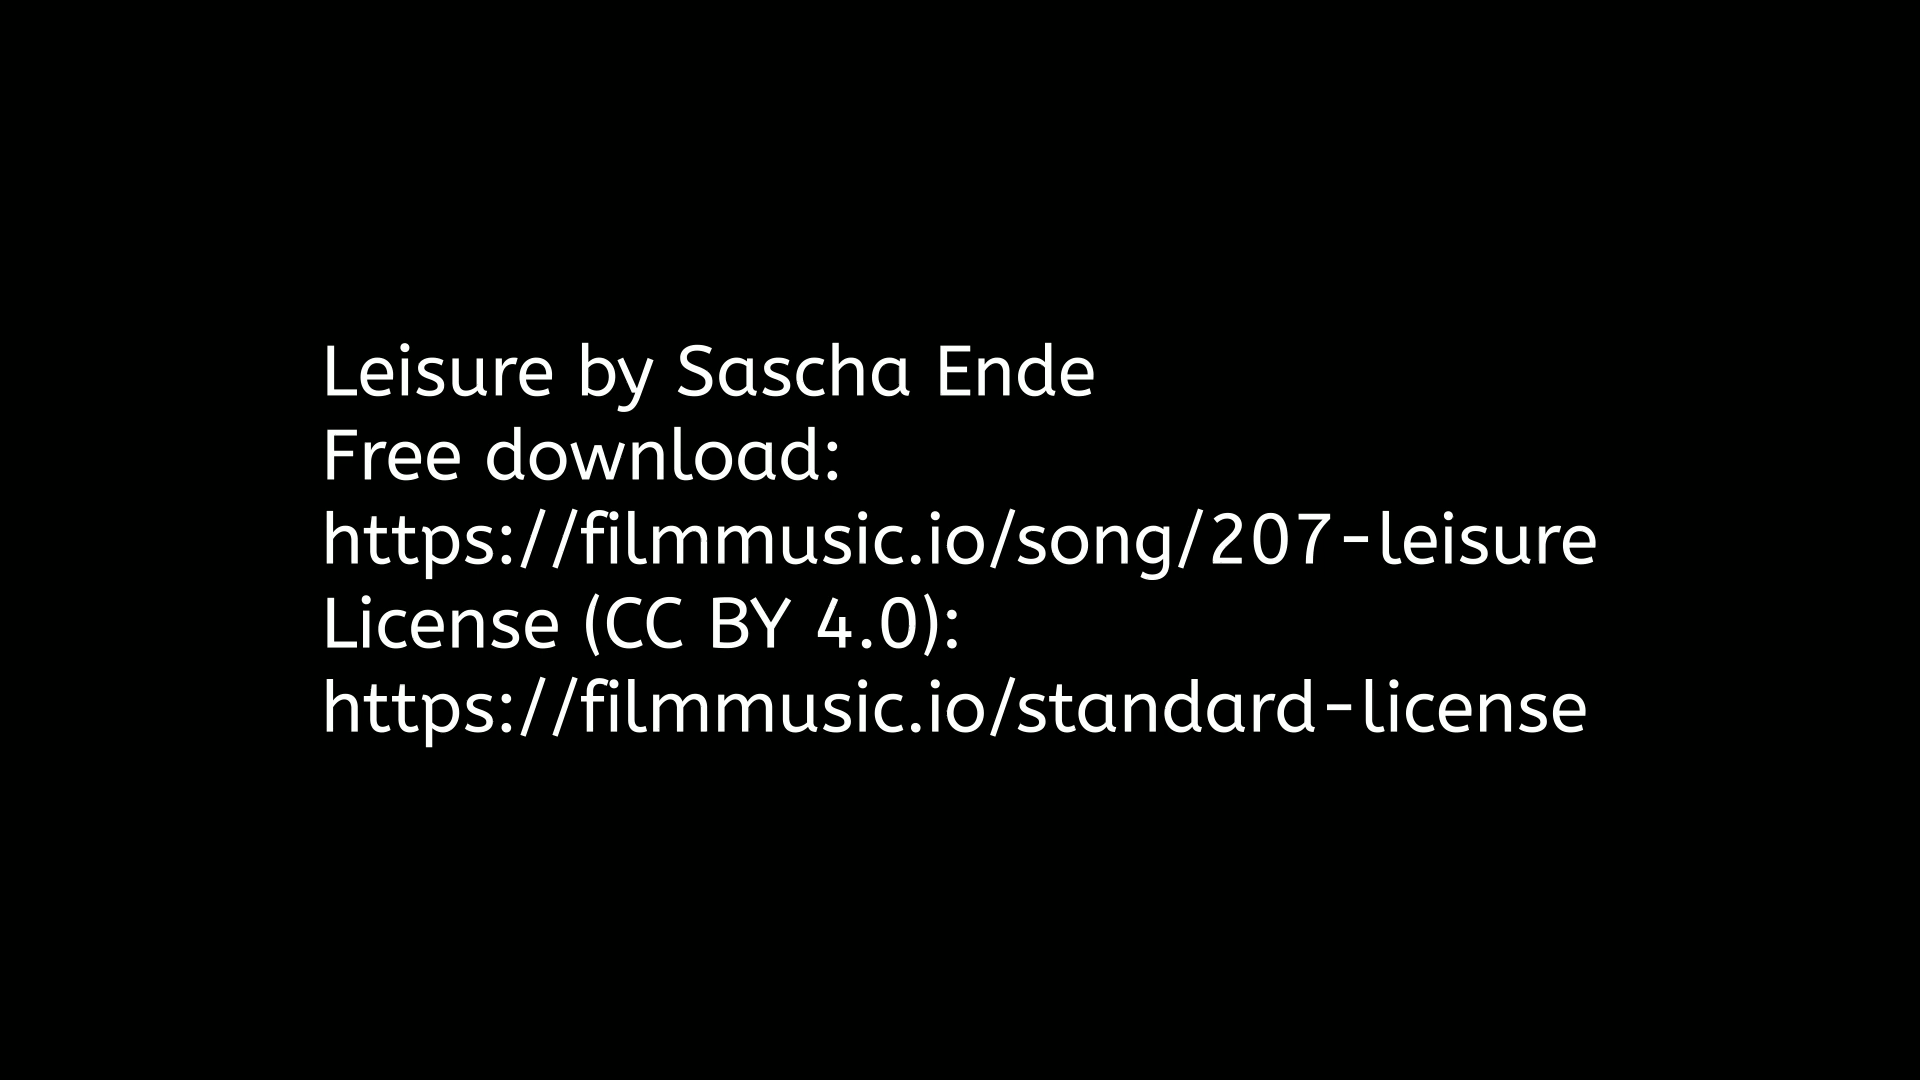 Leisure by Sascha Ende
Free download:
https://filmmusic.io/song/207-leisure
License (CC BY 4.0):
https://filmmusic.io/standard-license